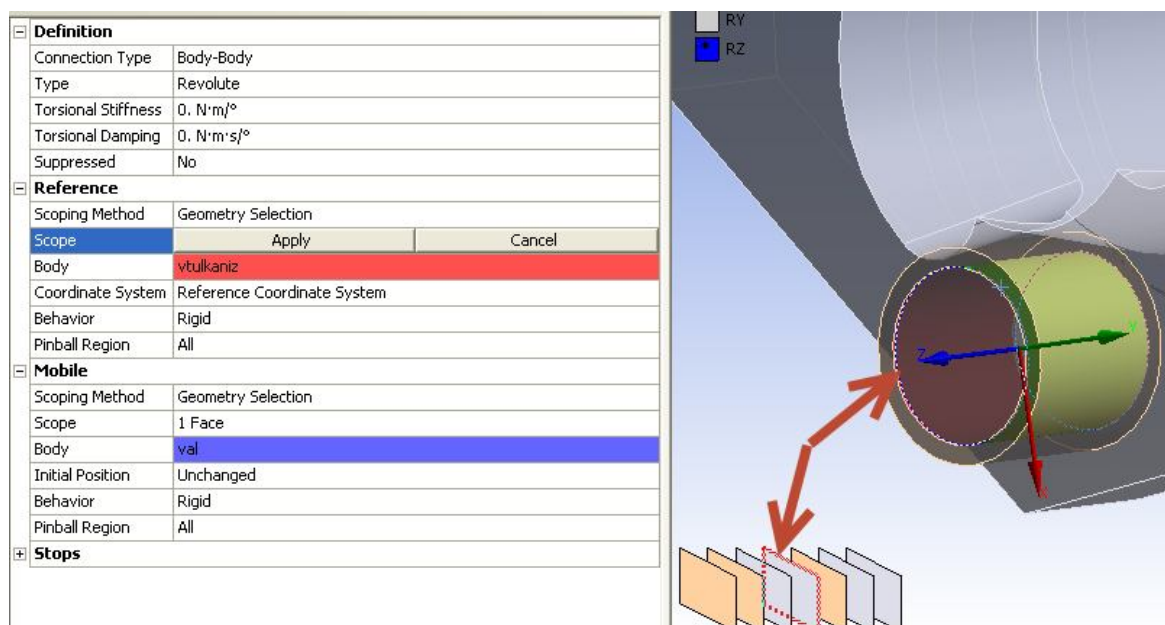 Definition
Connection Type Body-Body
Type Revolute
Torsional Stiffness 0. N·m/°
Torsional Damping 0. N·m·s/°
Suppressed No
Reference
Scoping Method Geometry Selection
Scope Apply Cancel
Body vtulkaniz
Coordinate System Reference Coordinate System
Behavior Rigid
Pinball Region All
Mobile
Scoping Method Geometry Selection
Scope 1 Face
Body val
Initial Position Unchanged
Behavior Rigid
Pinball Region All
Stops
RY
RZ
Z
Y
X